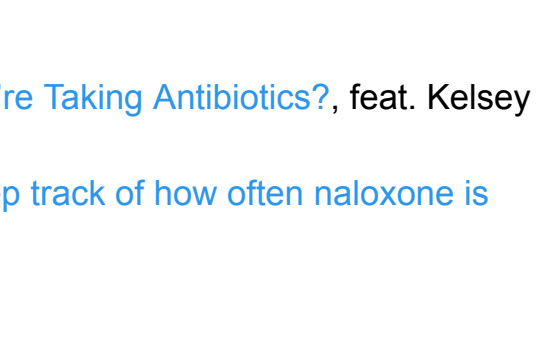 're Taking Antibiotics?, feat. Kelsey
p track of how often naloxone is